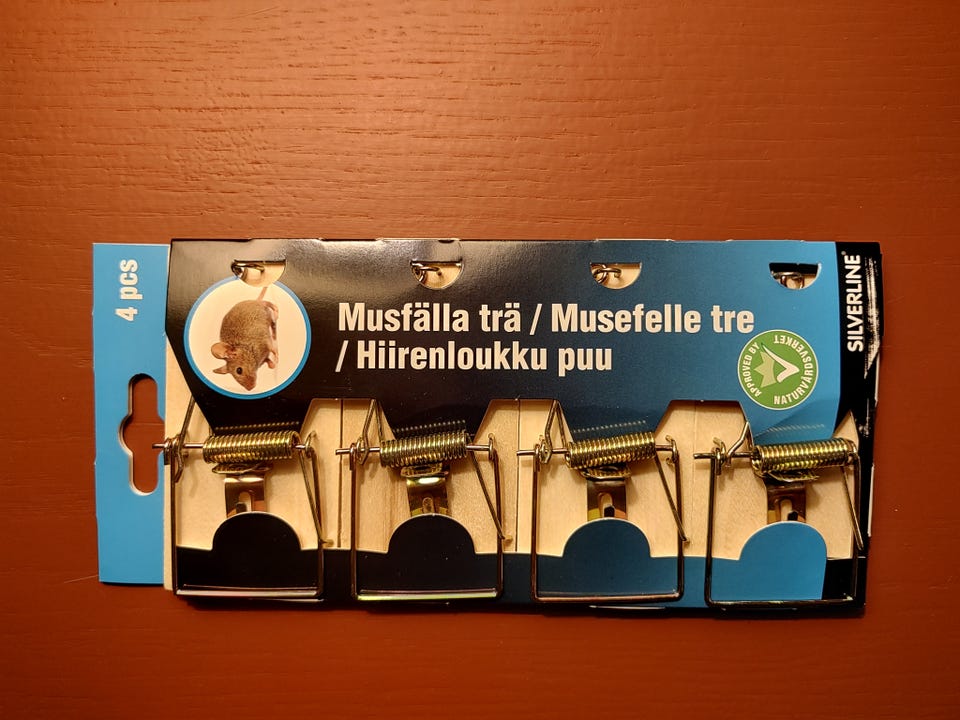 4 pcs
Musfälla trä / Musefelle tre
/ Hiirenloukku puu
APPROVED BY
NATURVÅRDSVERKET
SILVERLINE®